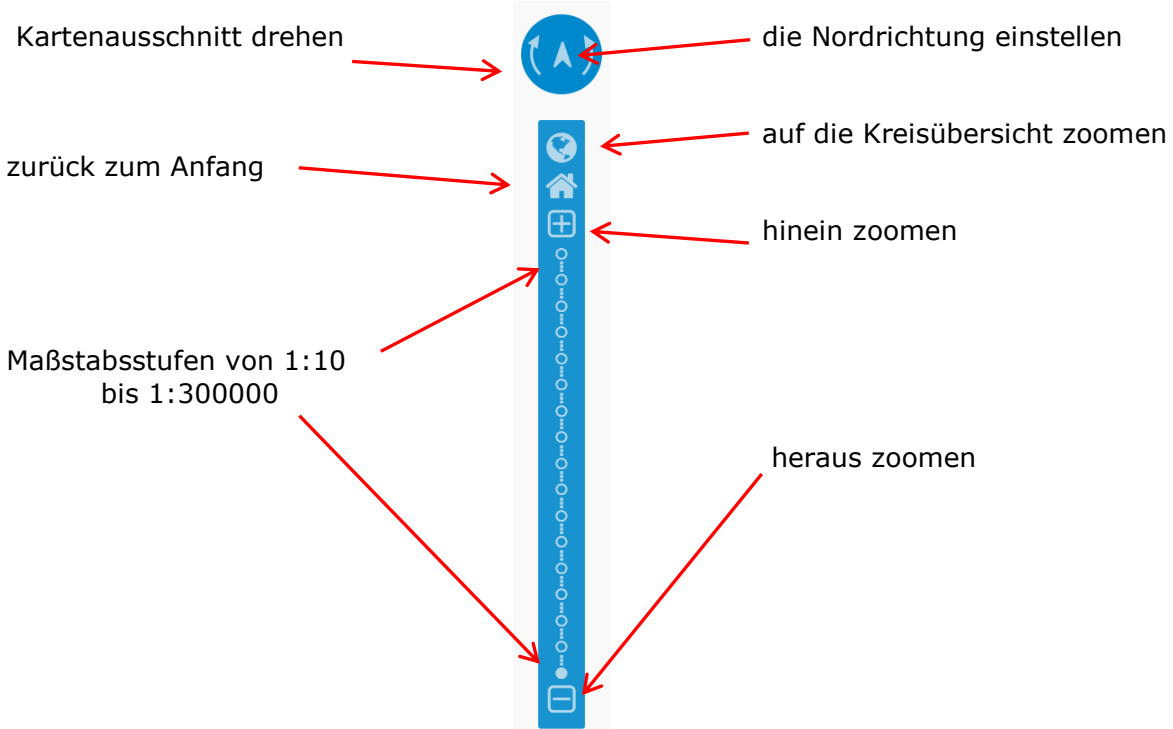 Kartenausschnitt drehen
die Nordrichtung einstellen
auf die Kreisübersicht zoomen
zurück zum Anfang
hinein zoomen
Maßstabsstufen von 1:10
bis 1:300000
heraus zoomen